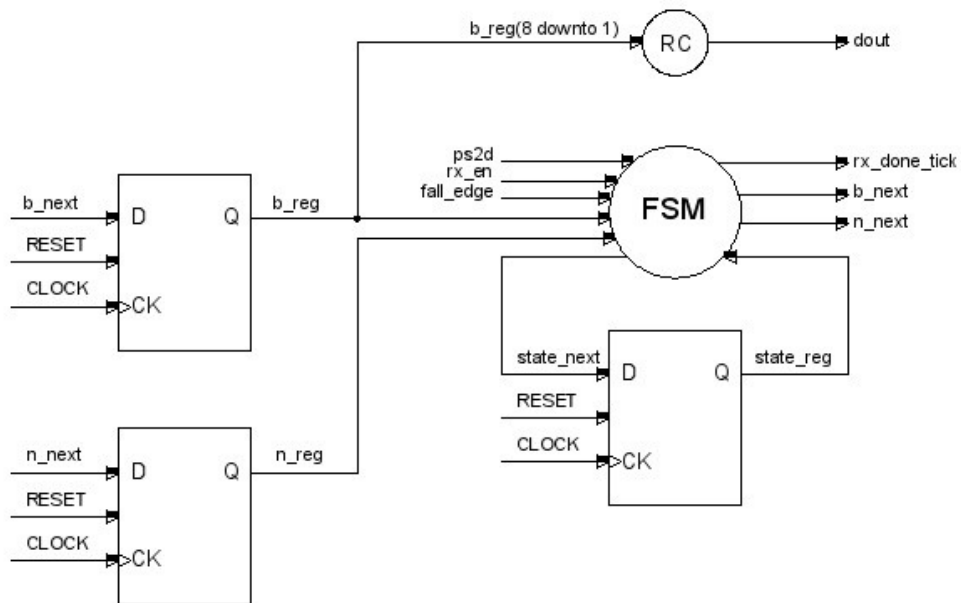 b_reg(8 downto 1)
RC
dout
ps2d
rx_en
fall_edge
FSM
rx_done_tick
b_next
n_next
b_next
D
Q
b_reg
RESET
CLOCK
CK
state_next
D
Q
state_reg
RESET
CLOCK
CK
n_next
D
Q
n_reg
RESET
CLOCK
CK